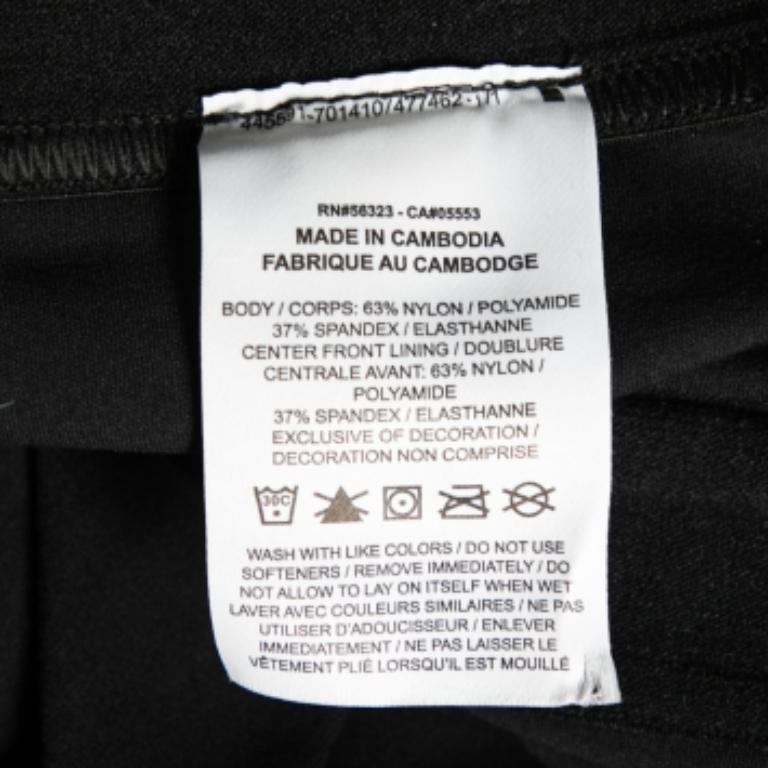 -701410/477462-171
RN#56323 - CA#05553
MADE IN CAMBODIA
FABRIQUE AU CAMBODGE
BODY / CORPS: 63% NYLON / POLYAMIDE
37% SPANDEX / ELASTHANNE
CENTER FRONT LINING / DOUBLURE
CENTRALE AVANT: 63% NYLON /
POLYAMIDE
37% SPANDEX / ELASTHANNE
EXCLUSIVE OF DECORATION /
DECORATION NON COMPRISE
30C
WASH WITH LIKE COLORS / DO NOT USE
SOFTENERS / REMOVE IMMEDIATELY / DO
NOT ALLOW TO LAY ON ITSELF WHEN WET
LAVER AVEC COULEURS SIMILAIRES / NE PAS
UTILISER D'ADOUCISSEUR / ENLEVER
IMMEDIATEMENT / NE PAS LAISSER LE
VÊTEMENT PLIÉ LORSQU'IL EST MOUILLÉ